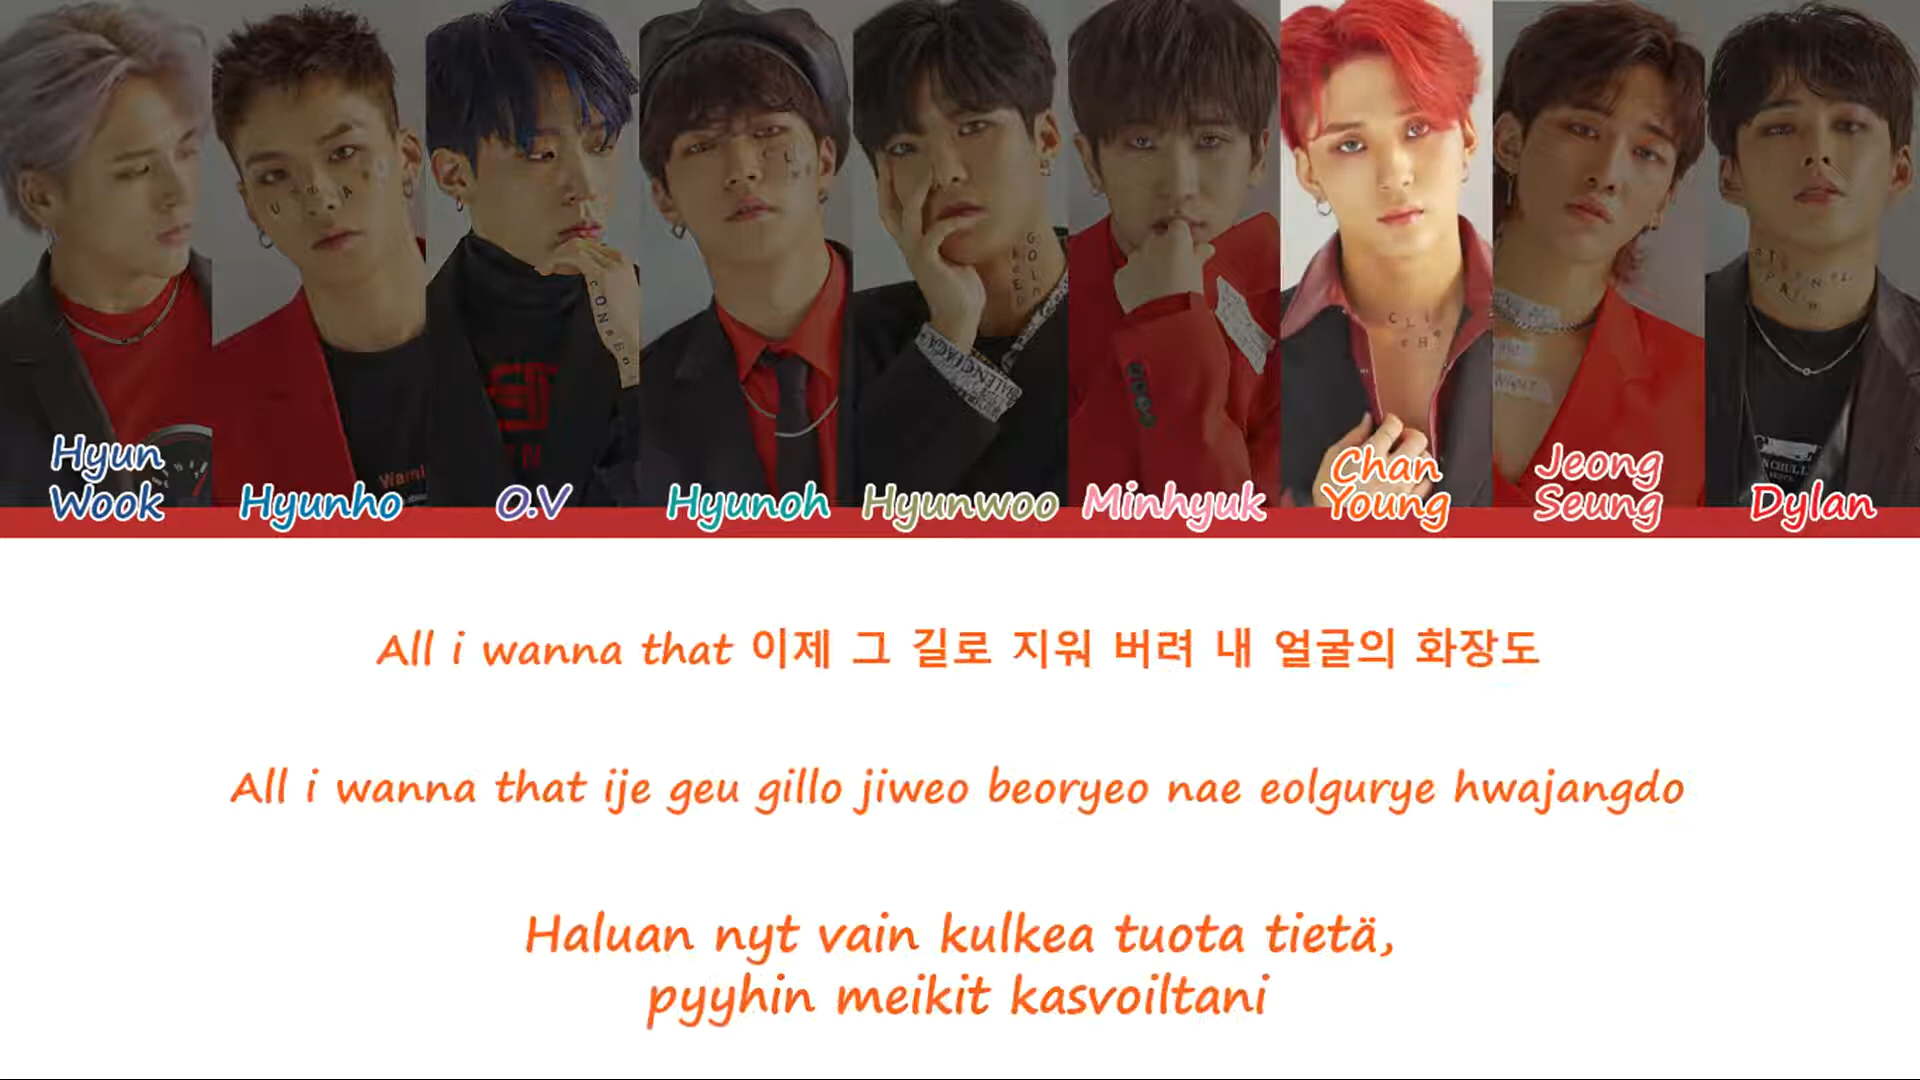 Hyun
Wook
Hyunho
O.V
Hyunoh
Hyunwoo
Minhyuk
Chan
Young
Jeong
Seung
Dylan
All i wanna that 이제 그 길로 지워 버려 내 얼굴의 화장도
All i wanna that ije geu gillo jiweo beoryeo nae eolgurye hwajangdo
Haluan nyt vain kulkea tuota tietä,
pyyhin meikit kasvoiltani